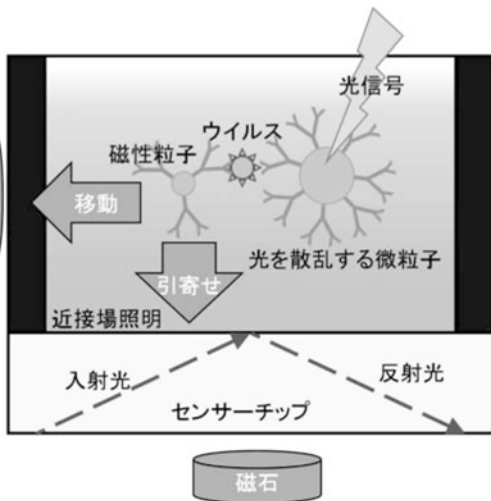 光信号
ウイルス
磁性粒子
移動
光を散乱する微粒子
引寄せ
近接場照明
入射光
反射光
センサーチップ
磁石